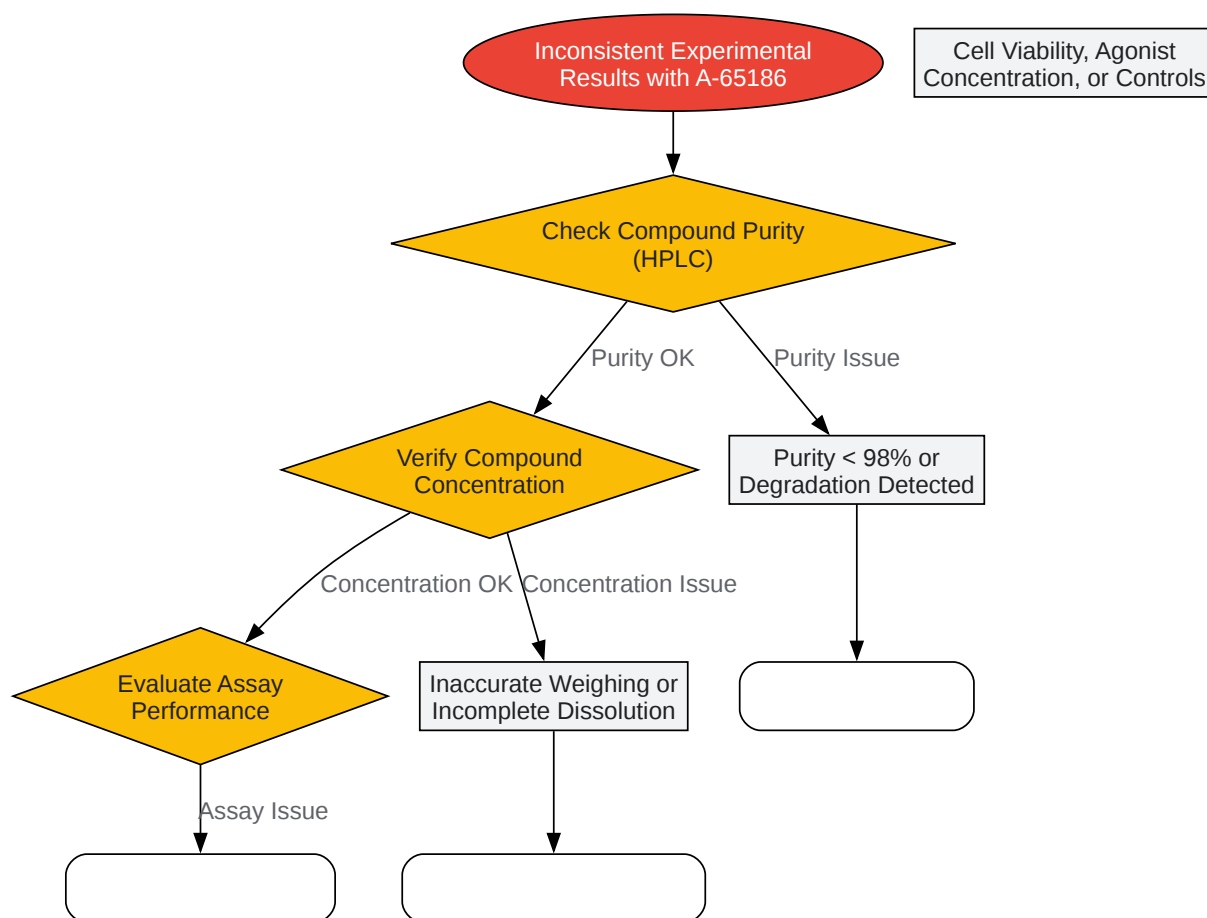 Inconsistent Experimental
Results with A-65186
Cell Viability, Agonist
Concentration, or Controls
Check Compound Purity
(HPLC)
Purity OK
Purity Issue
Verify Compound
Concentration
Purity < 98% or
Degradation Detected
Concentration OK
Concentration Issue
Evaluate Assay
Performance
Inaccurate Weighing or
Incomplete Dissolution
Assay Issue